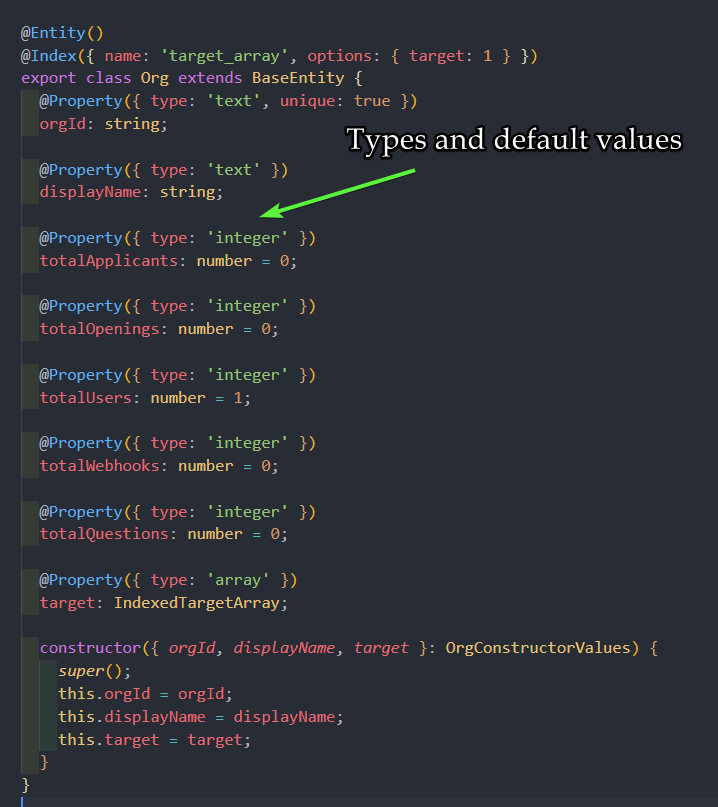 @Entity()
@Index({ name: 'target_array', options: { target: 1 } })
export class Org extends BaseEntity {
@Property({ type: 'text', unique: true })
orgId: string;
Types and default values
@Property({ type: 'text' })
displayName: string;
@Property({ type: 'integer' })
totalApplicants: number = 0;
@Property({ type: 'integer' })
totalOpenings: number = 0;
@Property({ type: 'integer' })
totalUsers: number = 1;
@Property({ type: 'integer' })
totalWebhooks: number = 0;
@Property({ type: 'integer' })
totalQuestions: number = 0;
@Property({ type: 'array' })
target: IndexedTargetArray;
constructor({ orgId, displayName, target }: OrgConstructorValues) {
super();
this.orgId = orgId;
this.displayName = displayName;
this.target = target;
}
}